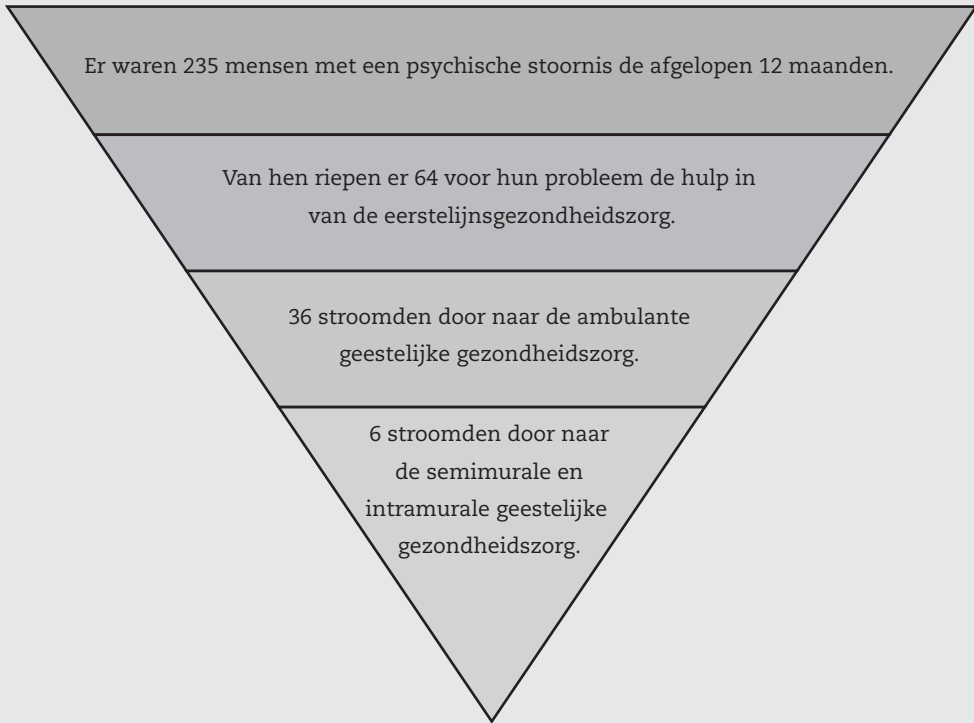 Er waren 235 mensen met een psychische stoornis de afgelopen 12 maanden.
Van hen riepen er 64 voor hun probleem de hulp in
van de eerstelijnsgezondheidszorg.
36 stroomden door naar de ambulante
geestelijke gezondheidszorg.
6 stroomden door naar
de semimurale en
intramurale geestelijke
gezondheidszorg.